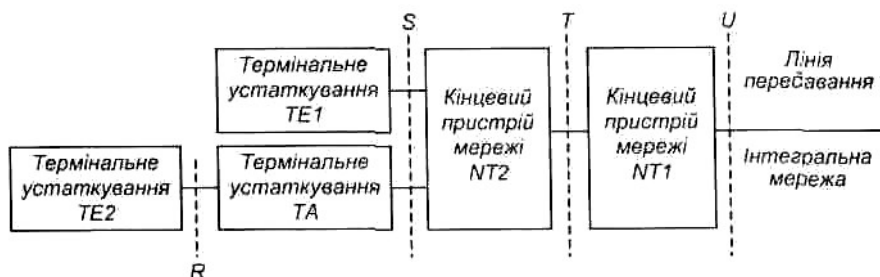 S
T
U
Термінальне
устаткування
TE1
Кінцевий
пристрій
мережі
NT2
Кінцевий
пристрій
мережі
NT1
Лінія
передавання
Термінальне
устаткування
TE2
Термінальне
устаткування
TA
Інтегральна
мережа
R